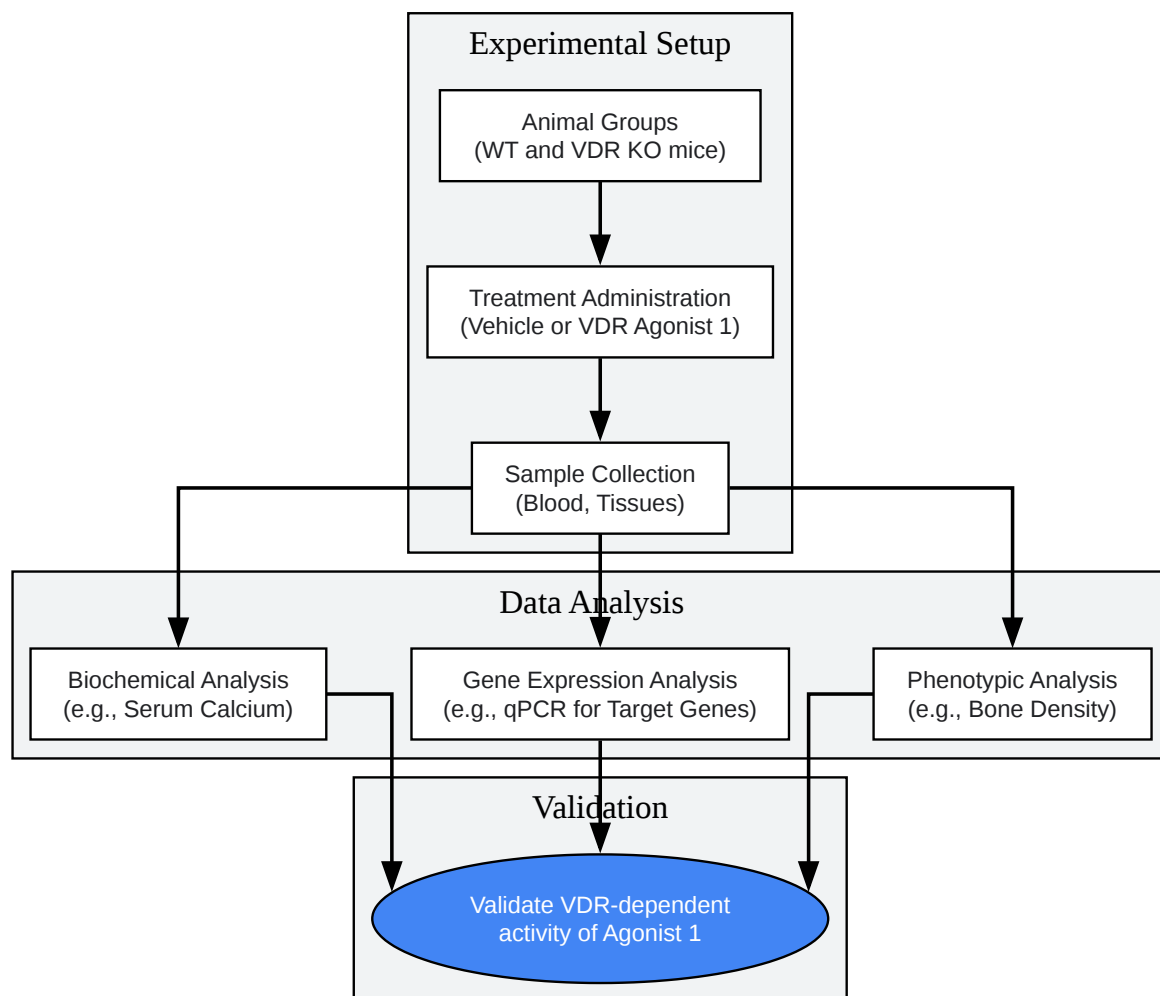 Experimental Setup
Animal Groups
(WT and VDR KO mice)
Treatment Administration
(Vehicle or VDR Agonist 1)
Sample Collection
(Blood, Tissues)
Data Analysis
Biochemical Analysis
(e.g., Serum Calcium)
Gene Expression Analysis
(e.g., qPCR for Target Genes)
Phenotypic Analysis
(e.g., Bone Density)
Validation
Validate VDR-dependent
activity of Agonist 1